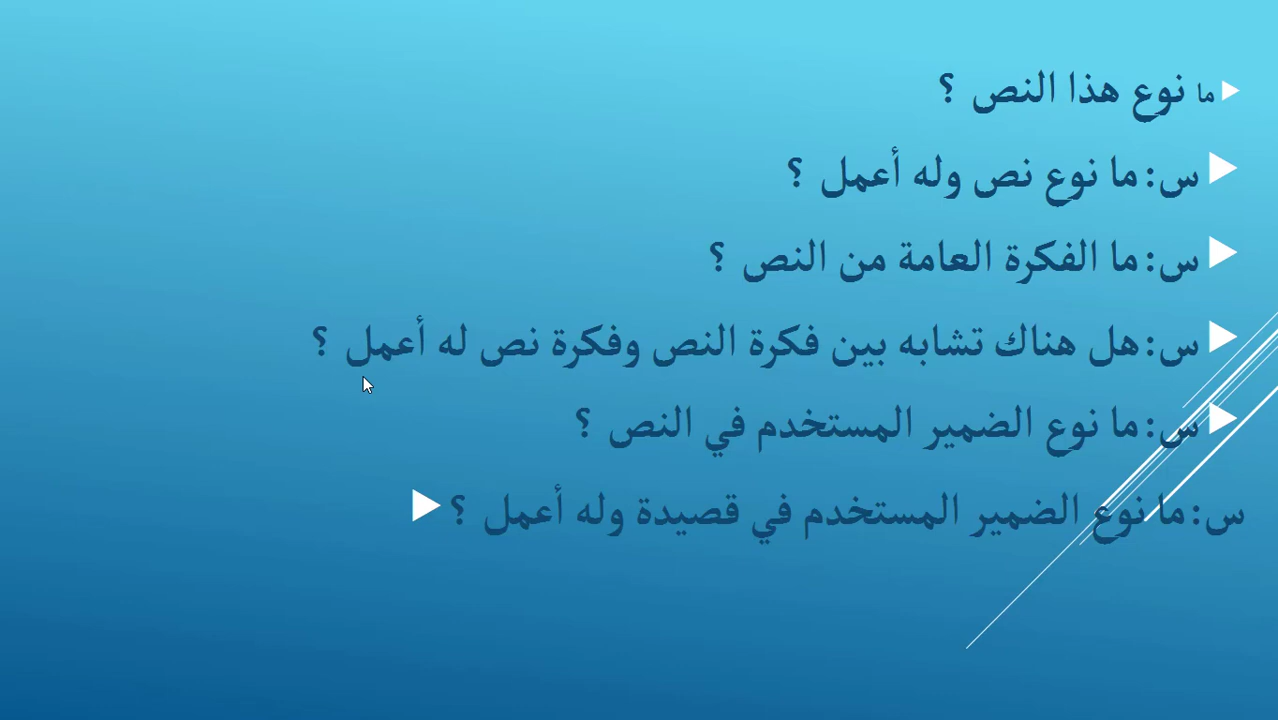 ما نوع هذا النص ؟
س: ما نوع نص وله أعمل ؟
س: ما الفكرة العامة من النص ؟
س: هل هناك تشابه بين فكرة النص وفكرة نص له أعمل ؟
س: ما نوع الضمير المستخدم في النص ؟
س: ما نوع الضمير المستخدم في قصيدة وله أعمل ؟